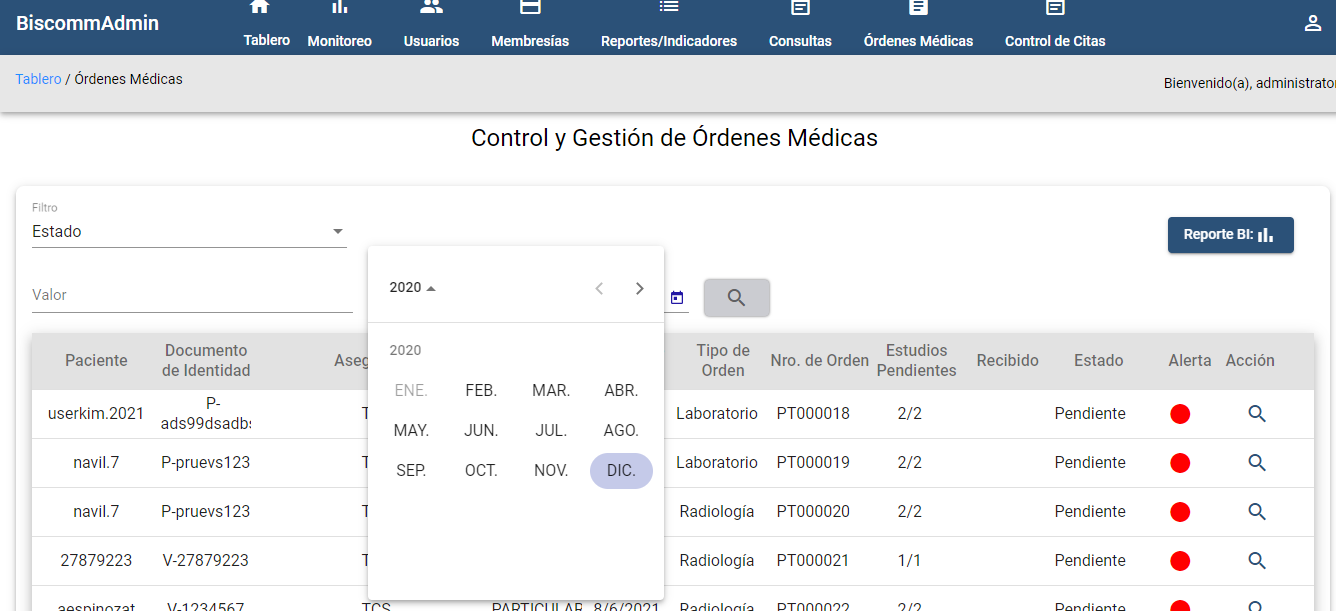 BiscommAdmin
Tablero Monitoreo Usuarios Membresías Reportes/Indicadores Consultas Órdenes Médicas Control de Citas
Tablero / Órdenes Médicas
Bienvenido(a), administrator
Control y Gestión de Órdenes Médicas
Filtro
Estado
Reporte BI:
Valor
2020
2020
ENE. FEB. MAR. ABR.
MAY. JUN. JUL. AGO.
SEP. OCT. NOV. DIC.
Paciente Documento de Identidad Aseg Tipo de Orden Nro. de Orden Estudios Pendientes Recibido Estado Alerta Acción
userkim.2021 P-ads99dsadbs T Laboratorio PT000018 2/2 Pendiente
navil.7 P-pruevs123 T Laboratorio PT000019 2/2 Pendiente
navil.7 P-pruevs123 T Radiología PT000020 2/2 Pendiente
27879223 V-27879223 T Radiología PT000021 1/1 Pendiente
aespinozat V-1234567 TCS PARTICULAR 8/6/2021 Radiología PT000022 2/2 Pendiente